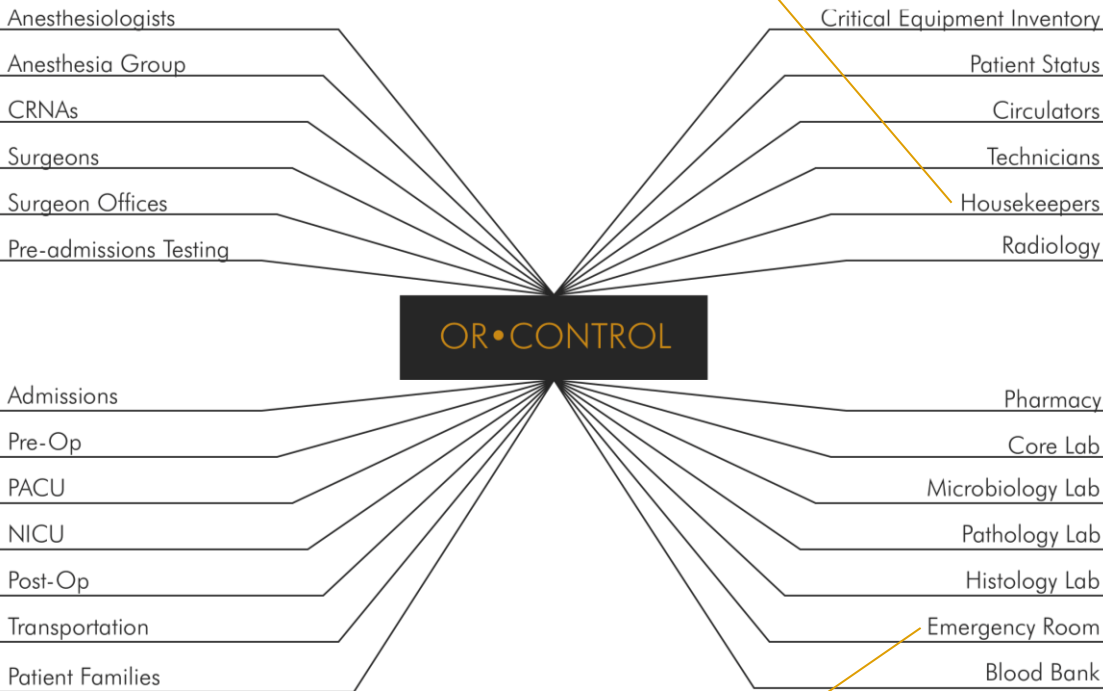 Anesthesiologists
Anesthesia Group
CRNAs
Surgeons
Surgeon Offices
Pre-admissions Testing
Critical Equipment Inventory
Patient Status
Circulators
Technicians
Housekeepers
Radiology
OR•CONTROL
Admissions
Pre-Op
PACU
NICU
Post-Op
Transportation
Patient Families
Pharmacy
Core Lab
Microbiology Lab
Pathology Lab
Histology Lab
Emergency Room
Blood Bank